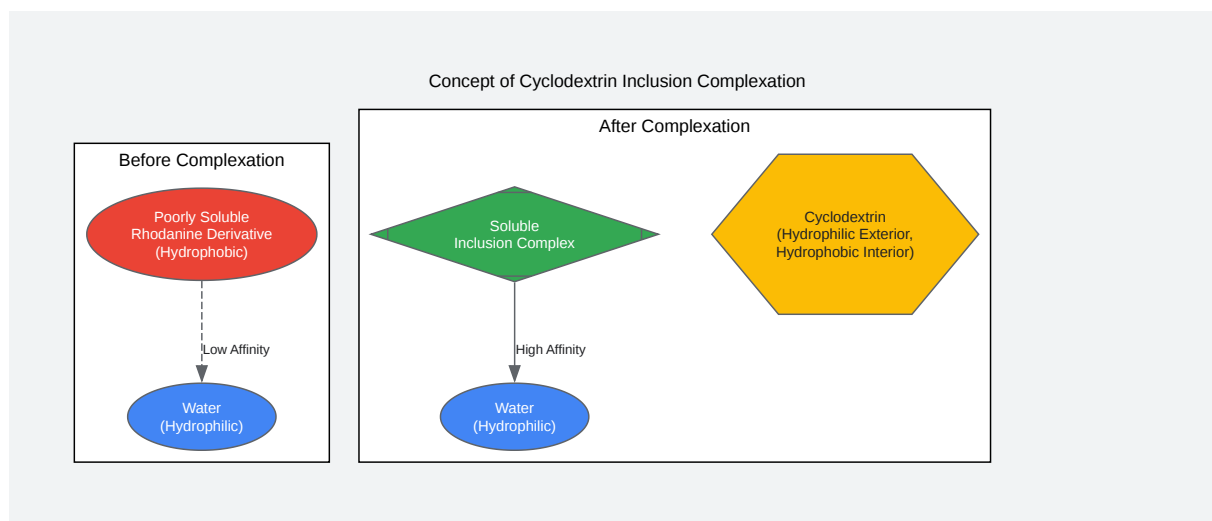 Concept of Cyclodextrin Inclusion Complexation
Before Complexation
Poorly Soluble
Rhodanine Derivative
(Hydrophobic)
Low Affinity
Water
(Hydrophilic)
After Complexation
Soluble
Inclusion Complex
High Affinity
Water
(Hydrophilic)
Cyclodextrin
(Hydrophilic Exterior,
Hydrophobic Interior)